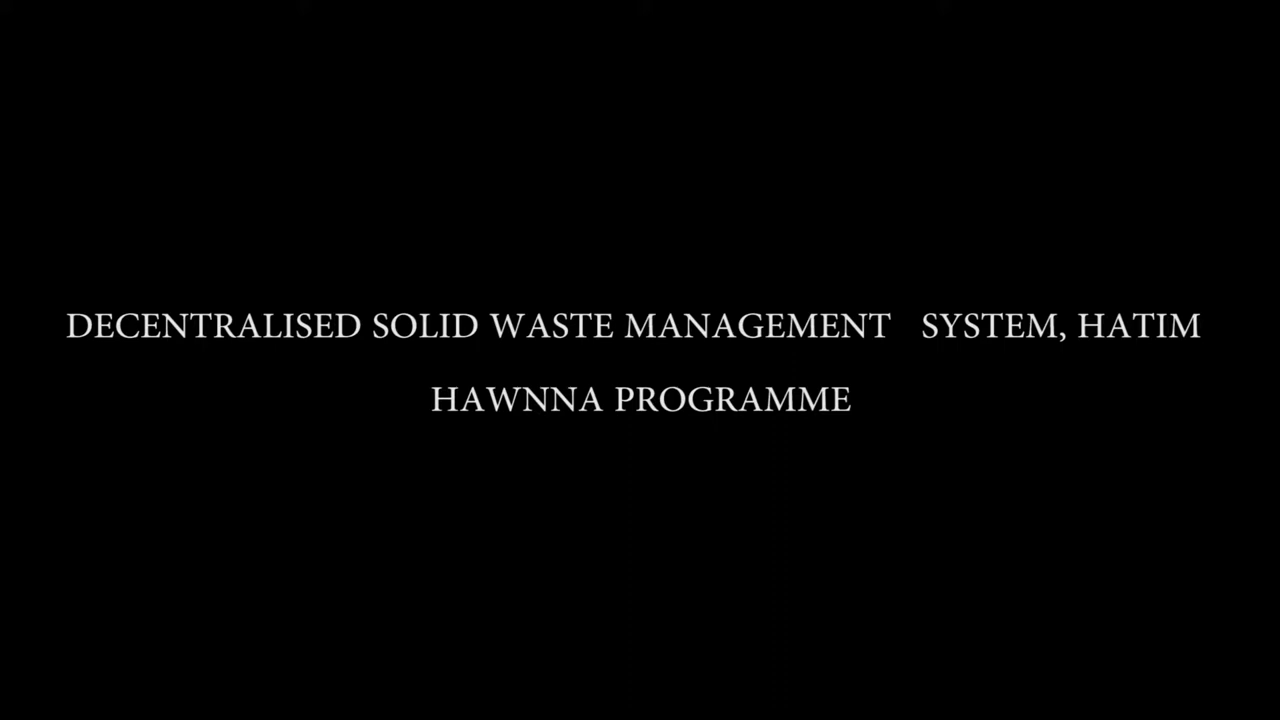 DECENTRALISED SOLID WASTE MANAGEMENT SYSTEM, HATIM
HAWNNA PROGRAMME